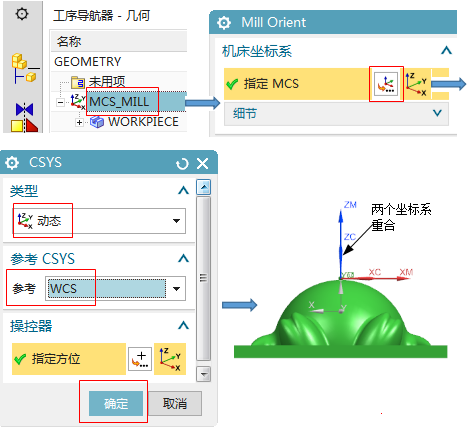 工序导航器 - 几何
名称
GEOMETRY
未用项
MCS_MILL
WORKPIECE
Mill Orient
机床坐标系
指定 MCS
细节
CSYS
类型
动态
参考 CSYS
参考 WCS
操控器
指定方位
确定 取消
ZM
两个坐标系
重合
ZC
XC XM
Z
X Y